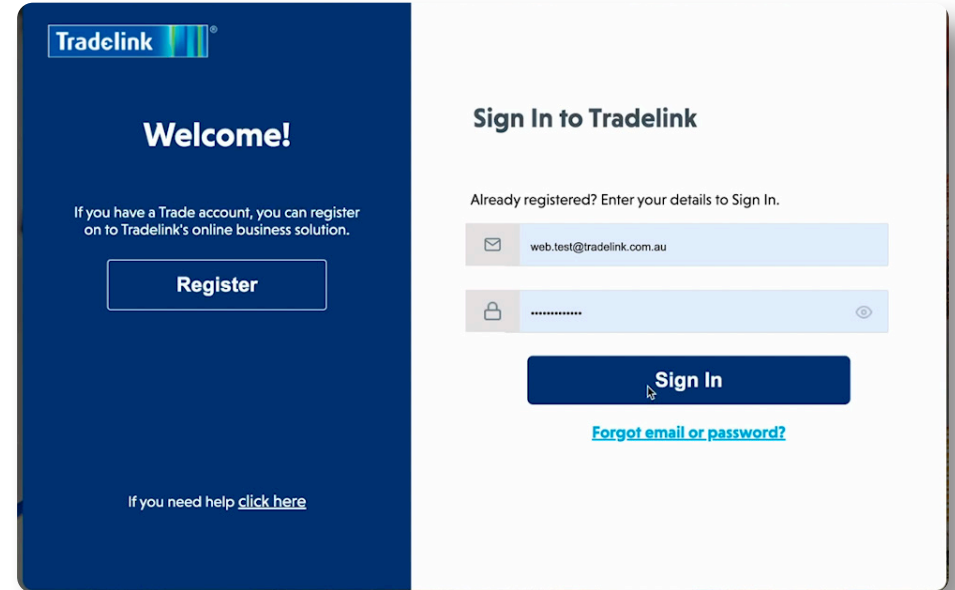 Tradelink®
Welcome!
If you have a Trade account, you can register
on to Tradelink's online business solution.
Register
If you need help click here
Sign In to Tradelink
Already registered? Enter your details to Sign In.
web.test@tradelink.com.au
•••••••••••••
Sign In
Forgot email or password?